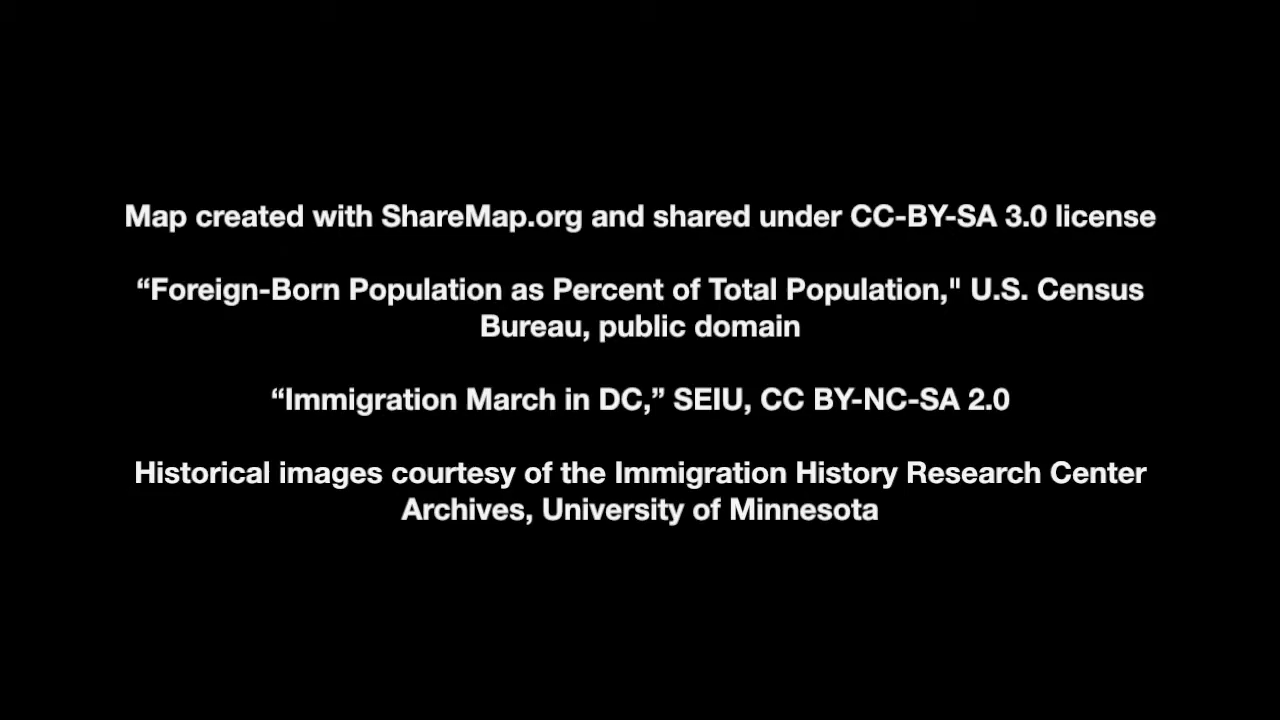 Map created with ShareMap.org and shared under CC-BY-SA 3.0 license
“Foreign-Born Population as Percent of Total Population," U.S. Census
Bureau, public domain
“Immigration March in DC,” SEIU, CC BY-NC-SA 2.0
Historical images courtesy of the Immigration History Research Center
Archives, University of Minnesota